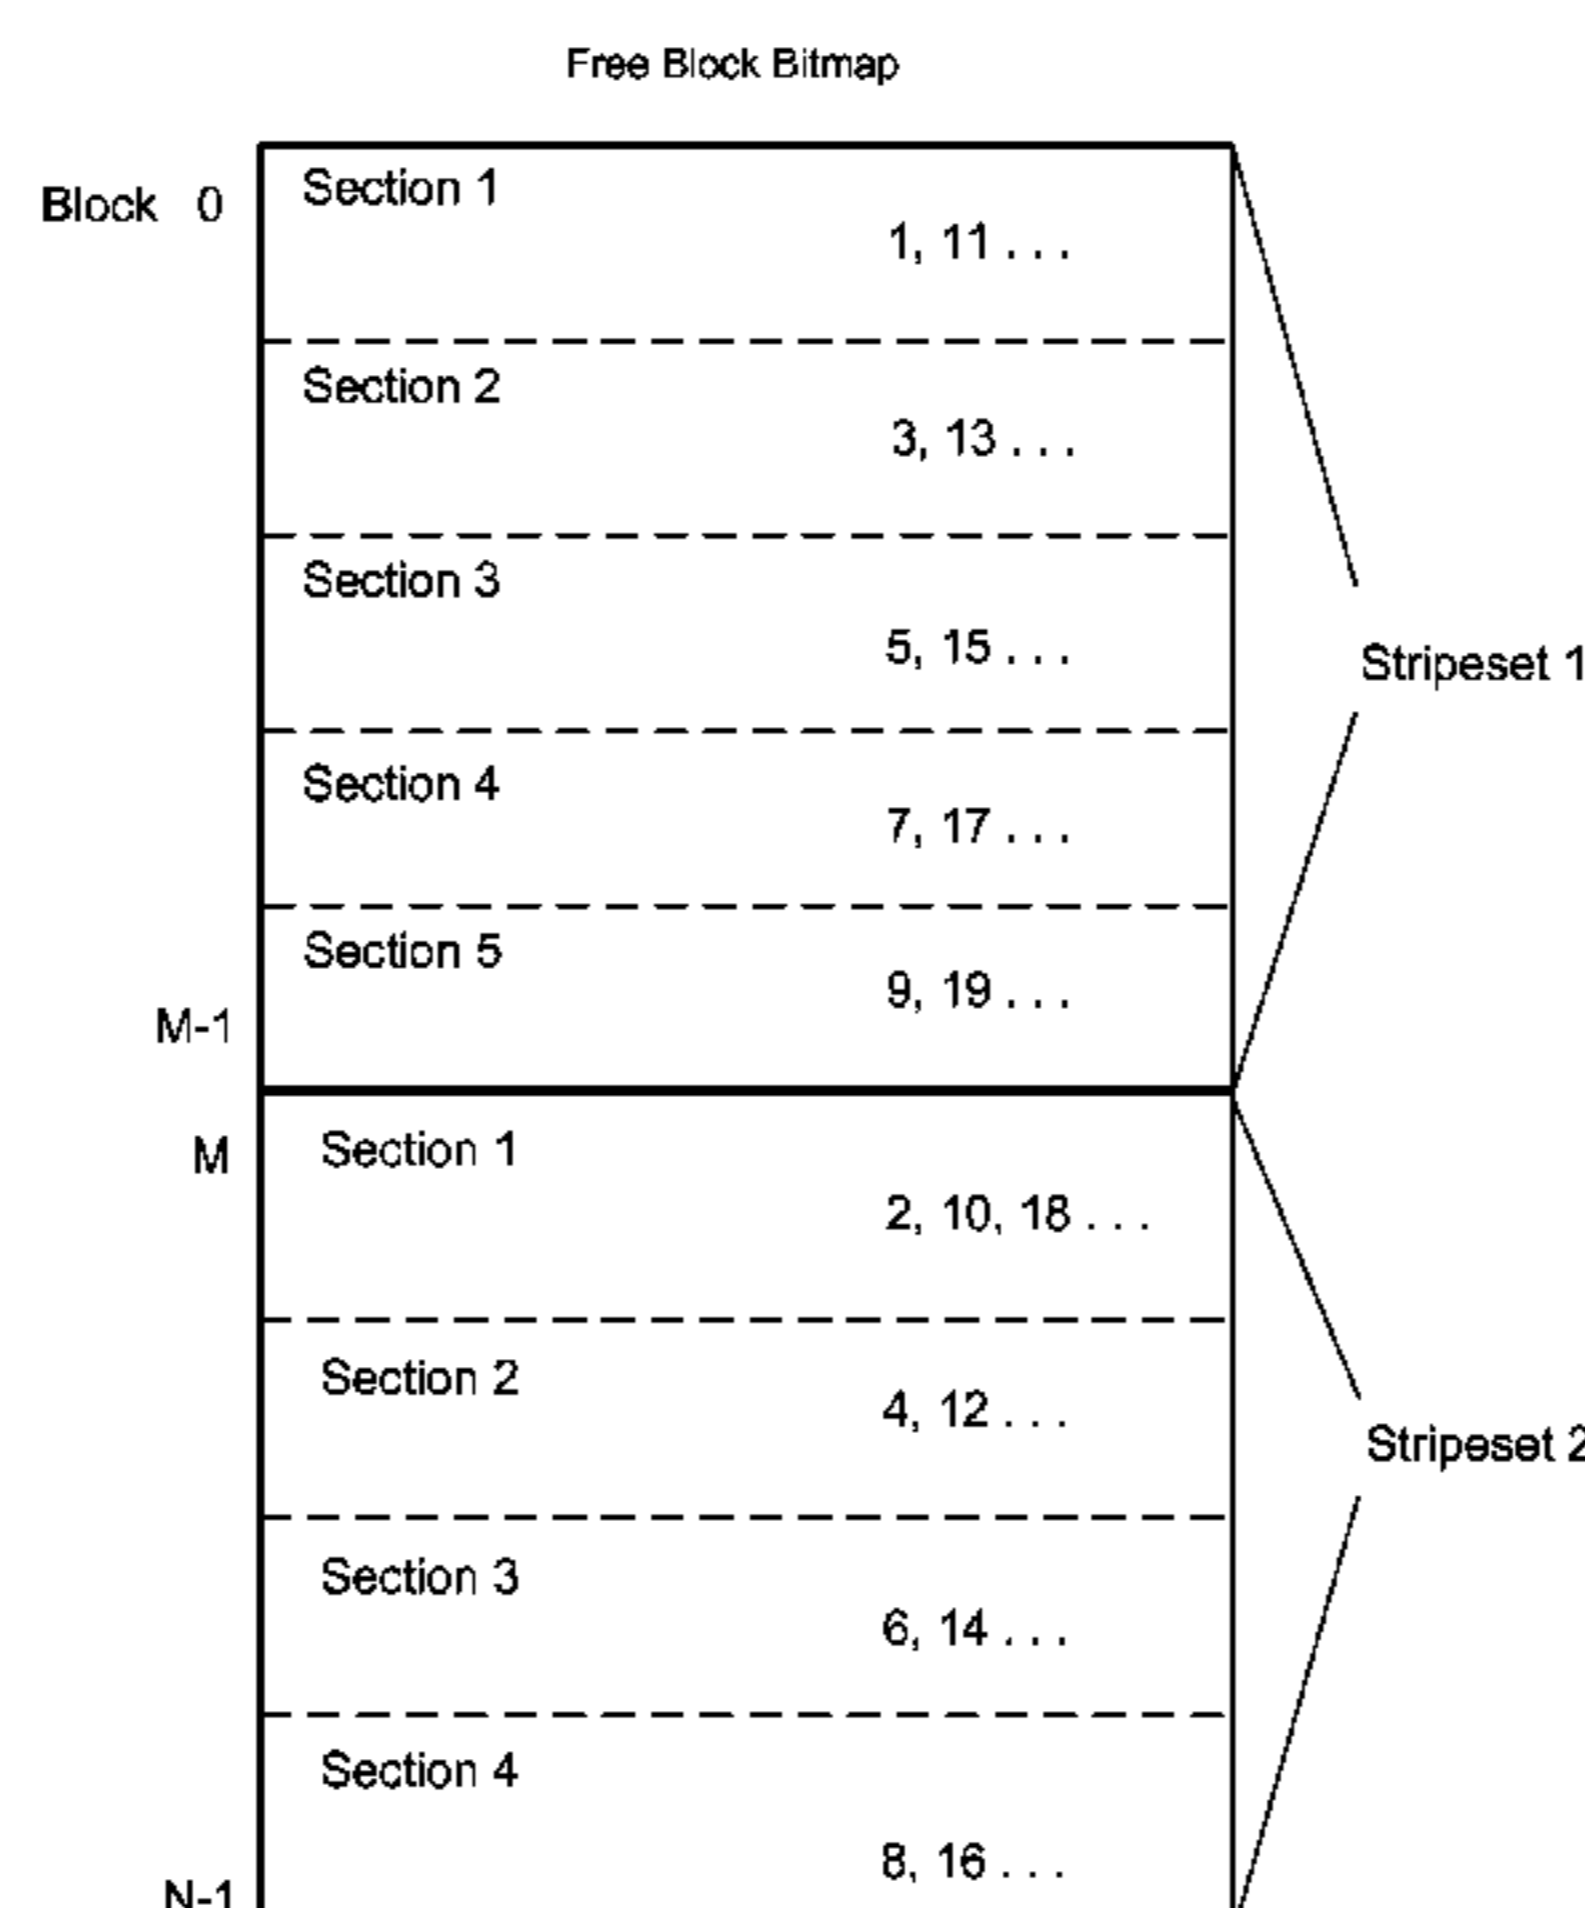 Free Block Bitmap
Block 0
Section 1
1, 11 . . .
Section 2
3, 13 . . .
Section 3
5, 15 . . .
Stripeset 1
Section 4
7, 17 . . .
Section 5
9, 19 . . .
M-1
M
Section 1
2, 10, 18 . . .
Section 2
4, 12 . . .
Stripeset 2
Section 3
6, 14 . . .
Section 4
8, 16 . . .
N-1